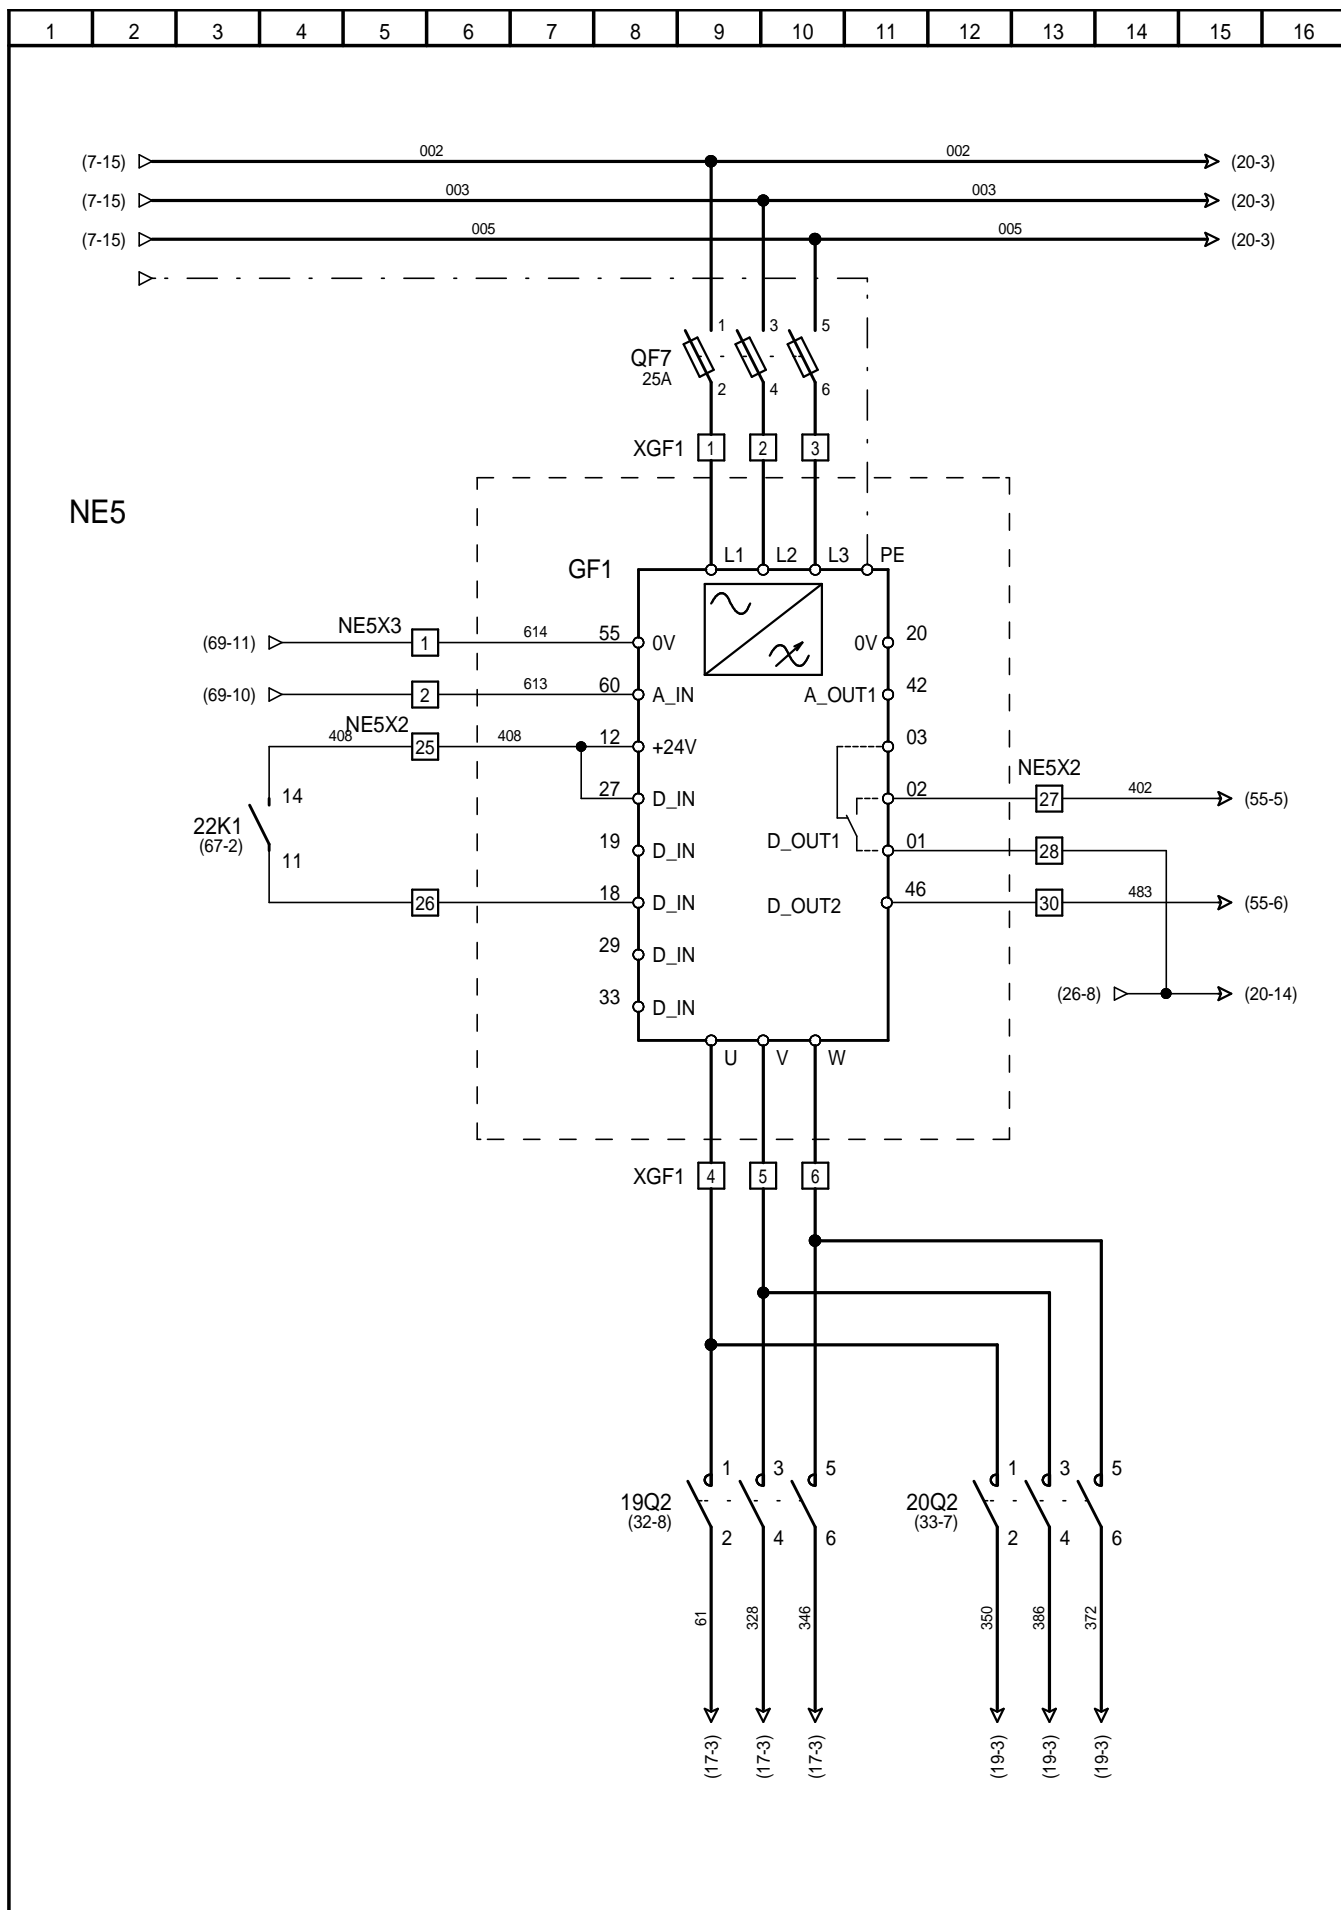 1 2 3 4 5 6 7 8 9 10 11 12 13 14 15 16
002 002
(7-15) (20-3)
003 003
(7-15) (20-3)
005 005
(7-15) (20-3)
1 3 5
QF7
25A
2 4 6
XGF1 1 2 3
NE5
L1 L2 L3 PE
GF1
NE5X3 614 55 20
(69-11) 1 0V 0V
613 60 42
(69-10) 2 A_IN A_OUT1
NE5X2
408 25 408 12 +24V 03
NE5X2
14 27 D_IN 02 27 402 (55-5)
22K1
(67-2)
19 D_IN D_OUT1 01 28
11
26 18 D_IN D_OUT2 46 30 483 (55-6)
29 D_IN
33 D_IN (26-8) (20-14)
U V W
XGF1 4 5 6
1 3 5 1 3 5
19Q2 20Q2
(32-8) (33-7)
2 4 6 2 4 6
61 328 346 350 386 372
(17-3) (17-3) (17-3) (19-3) (19-3) (19-3)